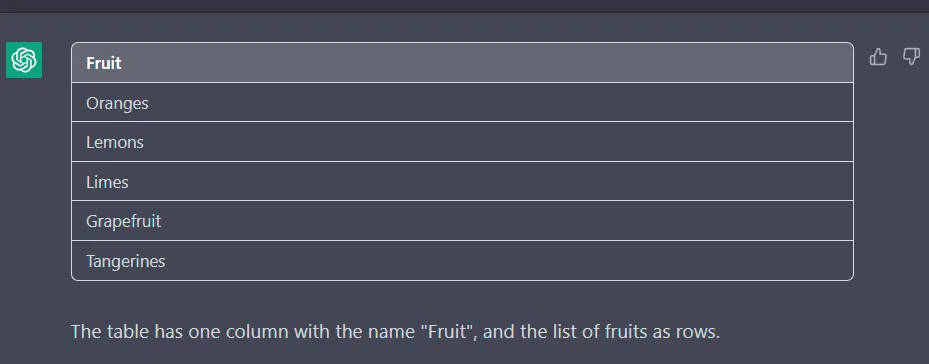 Fruit
Oranges
Lemons
Limes
Grapefruit
Tangerines
The table has one column with the name "Fruit", and the list of fruits as rows.